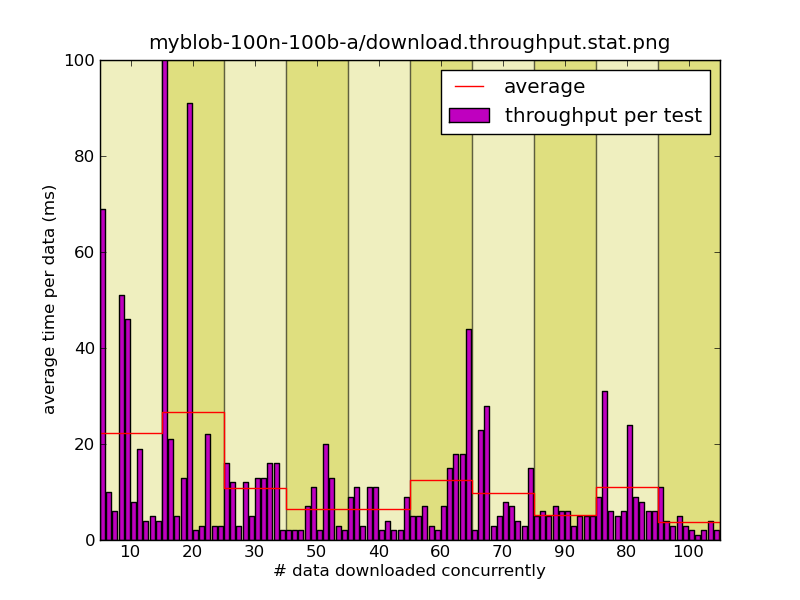 myblob-100n-100b-a/download.throughput.stat.png
average
throughput per test
average time per data (ms)
100
80
60
40
20
0
10 20 30 50 40 60 70 90 80 100
# data downloaded concurrently